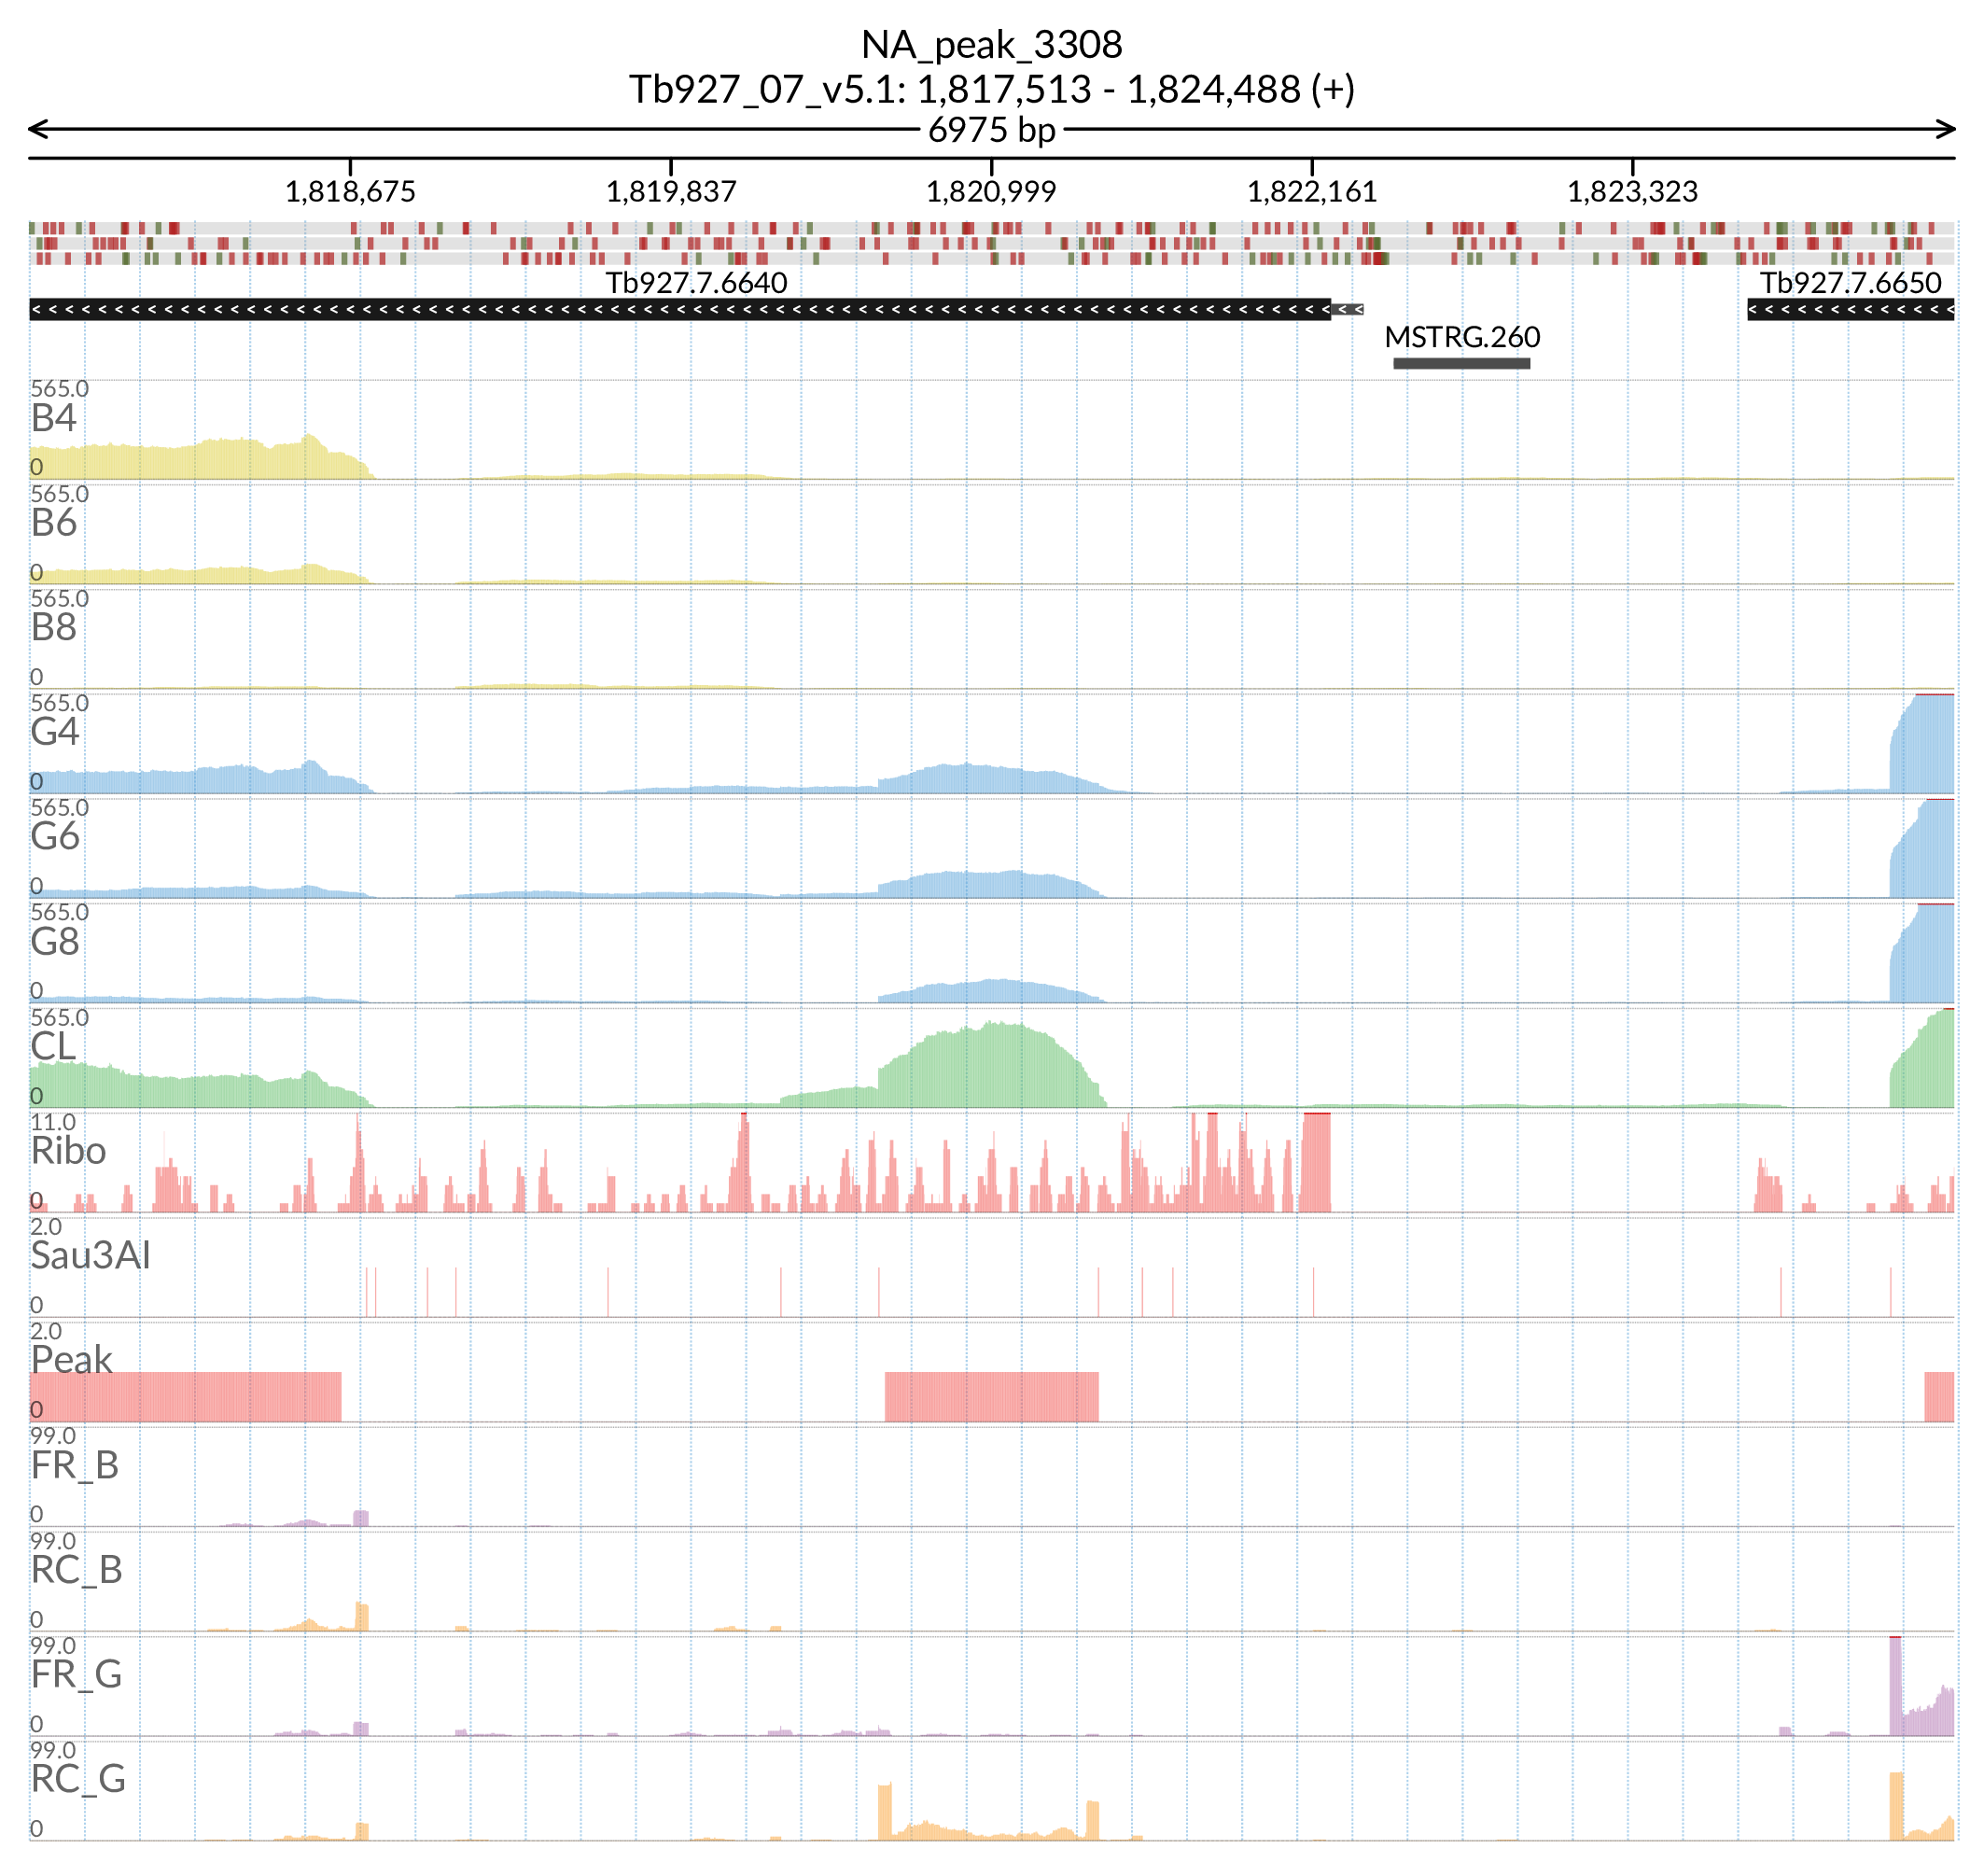 NA_peak_3308
Tb927_07_v5.1: 1,817,513 - 1,824,488 (+)
6975 bp
1,818,675 1,819,837 1,820,999 1,822,161 1,823,323
Tb927.7.6640 Tb927.7.6650
MSTRG.260
565.0
B4
0
565.0
B6
0
565.0
B8
0
565.0
G4
0
565.0
G6
0
565.0
G8
0
565.0
CL
0
11.0
Ribo
0
2.0
Sau3AI
0
2.0
Peak
0
99.0
FR_B
0
99.0
RC_B
0
99.0
FR_G
0
99.0
RC_G
0